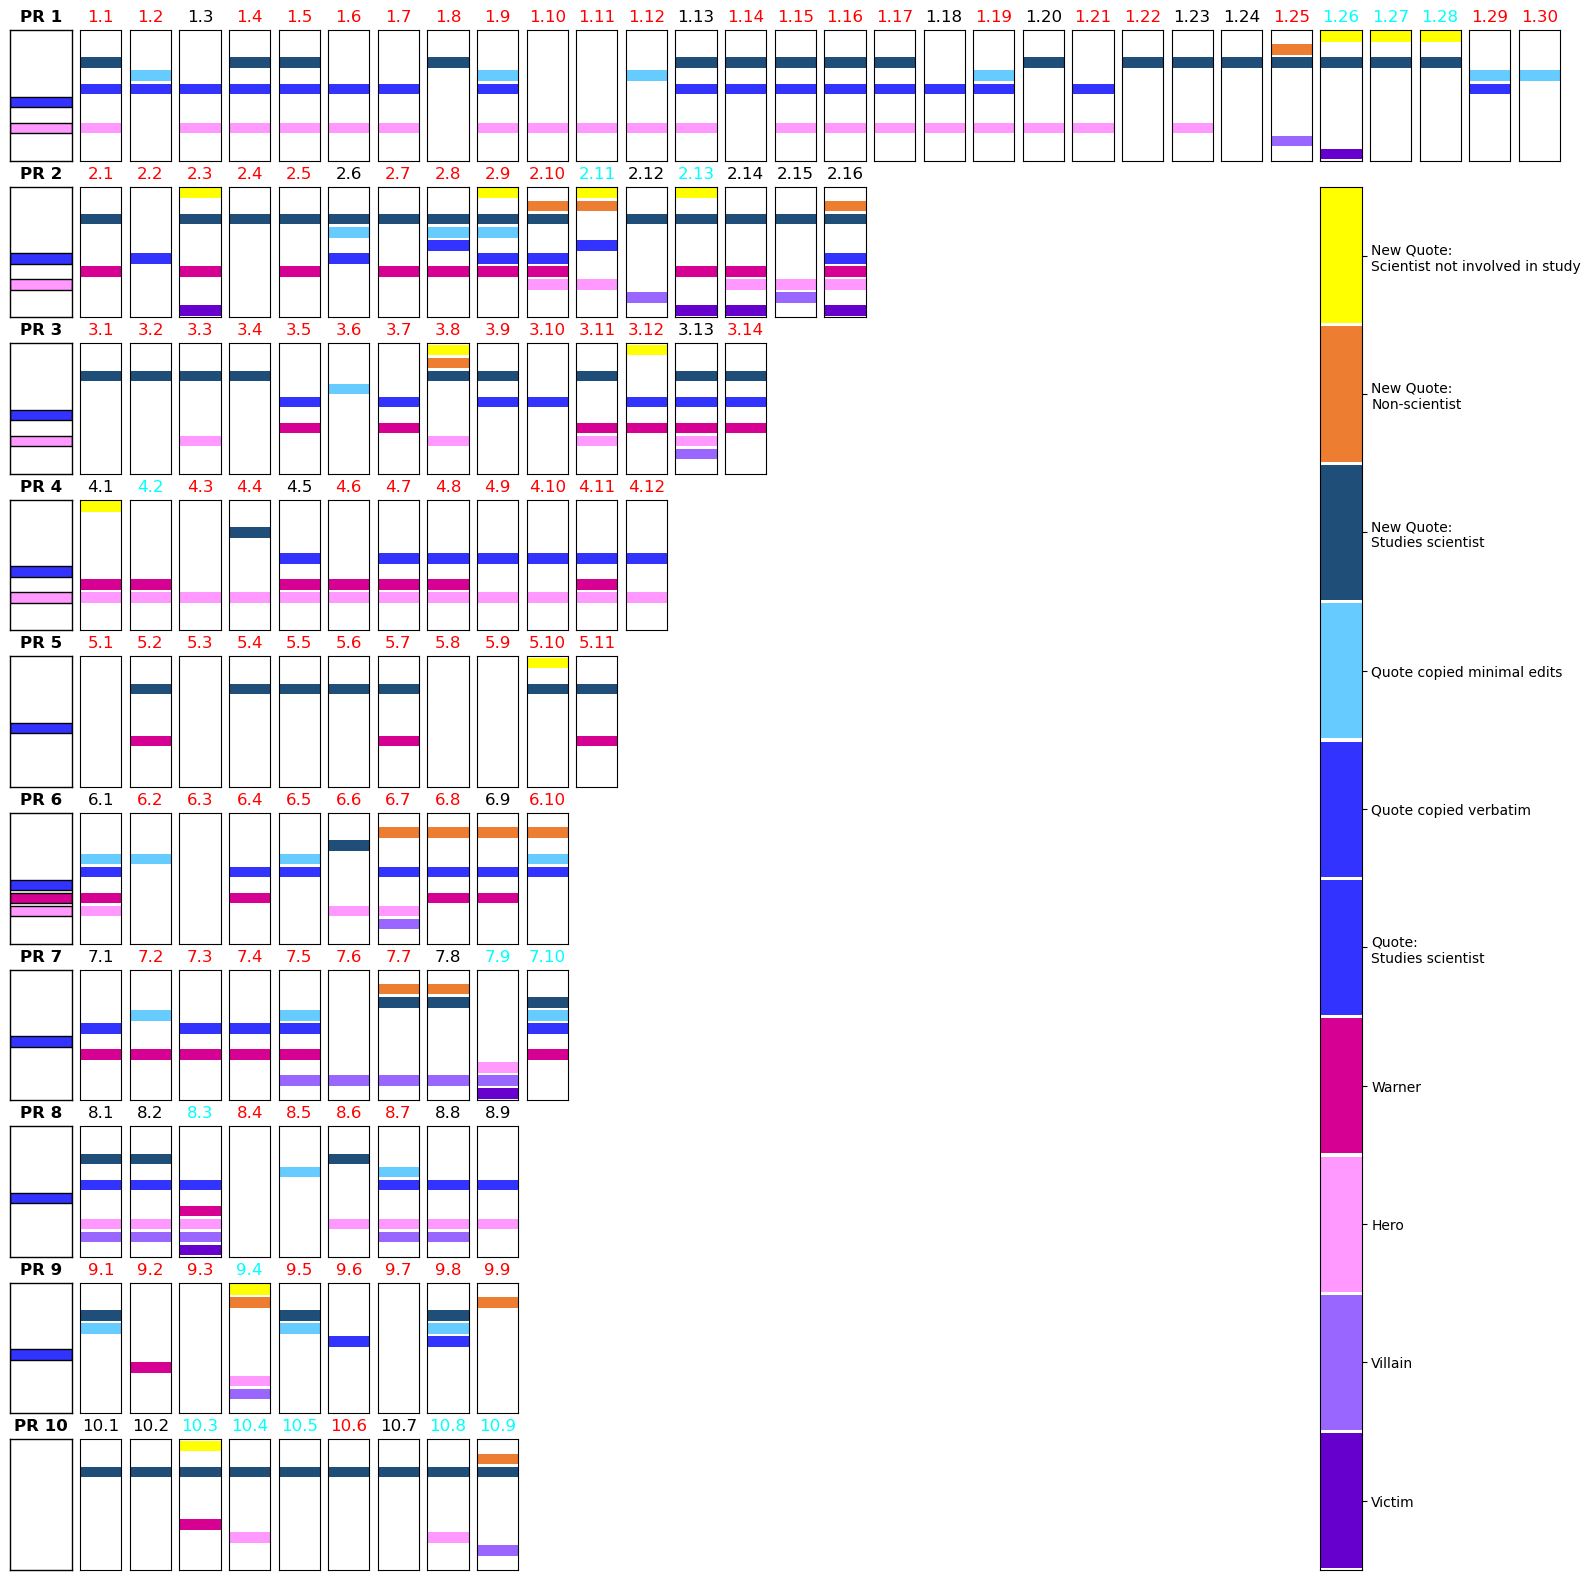 PR 1 1.1 1.2 1.3 1.4 1.5 1.6 1.7 1.8 1.9 1.10 1.11 1.12 1.13 1.14 1.15 1.16 1.17 1.18 1.19 1.20 1.21 1.22 1.23 1.24 1.25 1.26 1.27 1.28 1.29 1.30
PR 2 2.1 2.2 2.3 2.4 2.5 2.6 2.7 2.8 2.9 2.10 2.11 2.12 2.13 2.14 2.15 2.16
PR 3 3.1 3.2 3.3 3.4 3.5 3.6 3.7 3.8 3.9 3.10 3.11 3.12 3.13 3.14
PR 4 4.1 4.2 4.3 4.4 4.5 4.6 4.7 4.8 4.9 4.10 4.11 4.12
PR 5 5.1 5.2 5.3 5.4 5.5 5.6 5.7 5.8 5.9 5.10 5.11
PR 6 6.1 6.2 6.3 6.4 6.5 6.6 6.7 6.8 6.9 6.10
PR 7 7.1 7.2 7.3 7.4 7.5 7.6 7.7 7.8 7.9 7.10
PR 8 8.1 8.2 8.3 8.4 8.5 8.6 8.7 8.8 8.9
PR 9 9.1 9.2 9.3 9.4 9.5 9.6 9.7 9.8 9.9
PR 10 10.1 10.2 10.3 10.4 10.5 10.6 10.7 10.8 10.9
New Quote:
Scientist not involved in study
New Quote:
Non-scientist
New Quote:
Studies scientist
Quote copied minimal edits
Quote copied verbatim
Quote:
Studies scientist
Warner
Hero
Villain
Victim